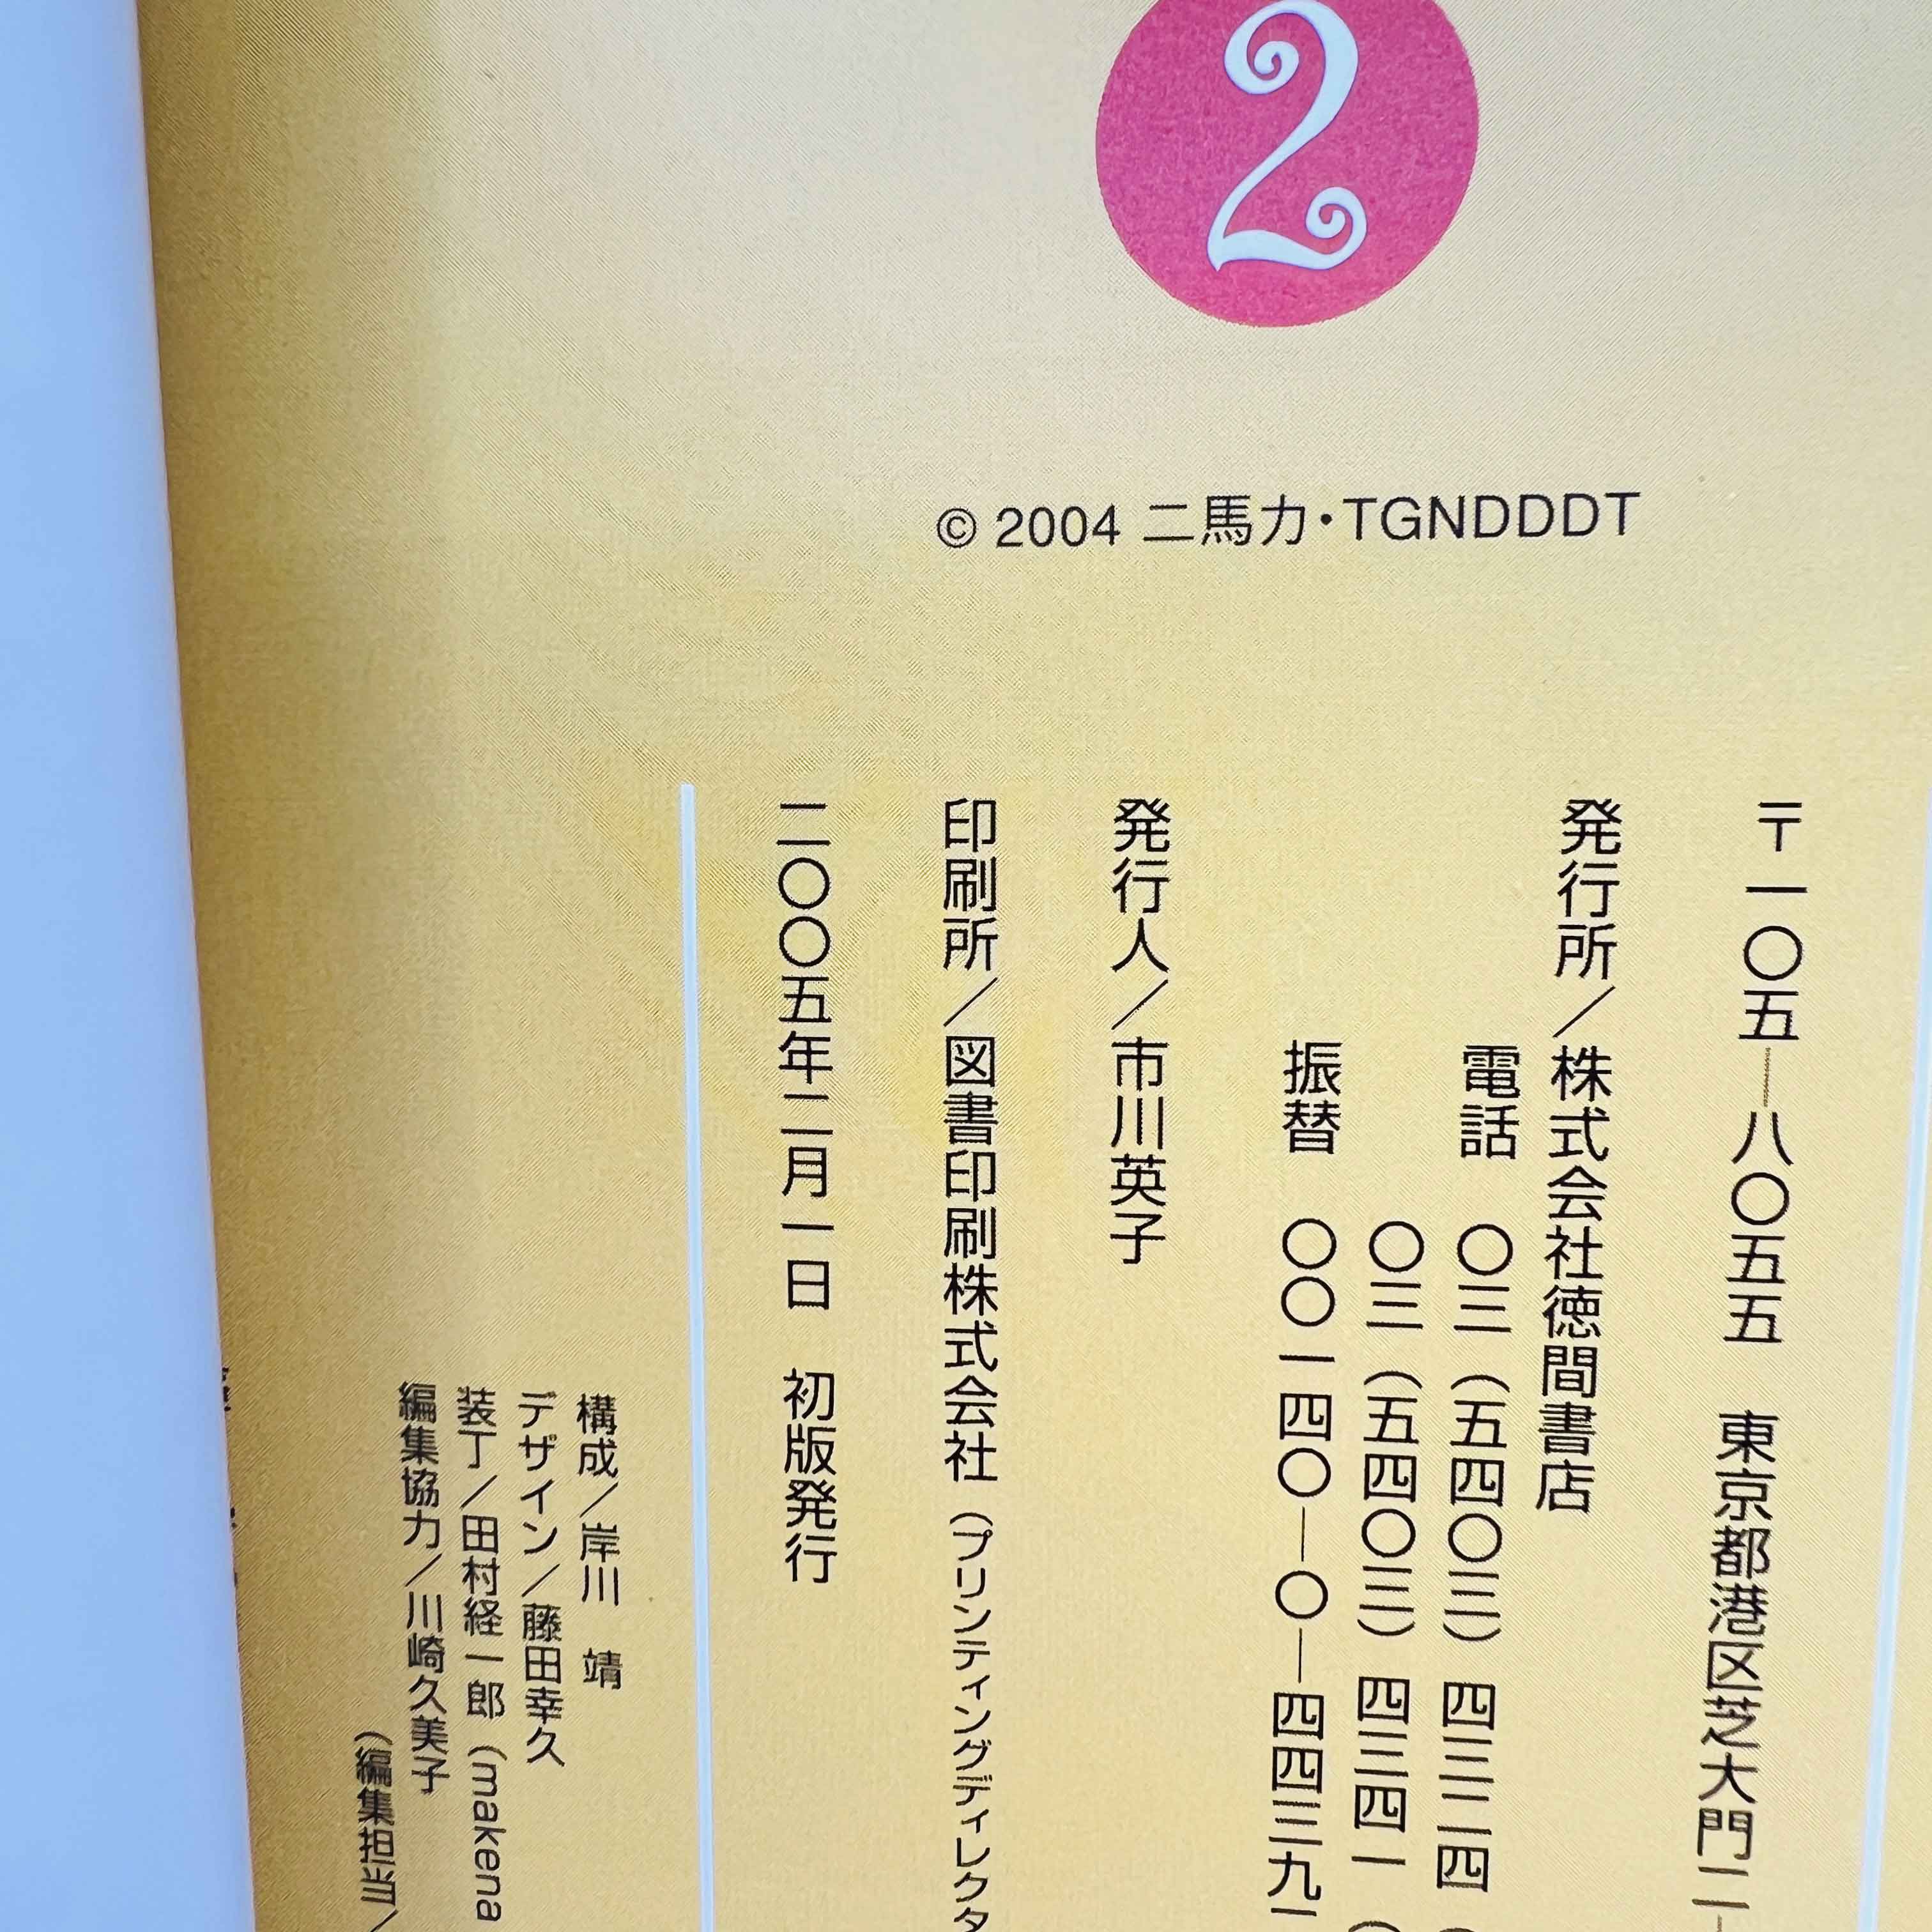 2
© 2004 二馬力・TGNDDDT
〒一〇五―八〇五五　東京都港区芝大門二―
発行所／株式会社徳間書店
電話　〇三（五四〇三）四三二四
〇三（五四〇三）四三四一
振替　〇〇一四〇―〇―四四三九二
発行人／市川英子
印刷所／図書印刷株式会社（プリンティングディレクタ
二〇〇五年二月一日　初版発行
構成／岸川　靖
デザイン／藤田幸久
装丁／田村経一郎（makena
編集協力／川崎久美子
（編集担当／